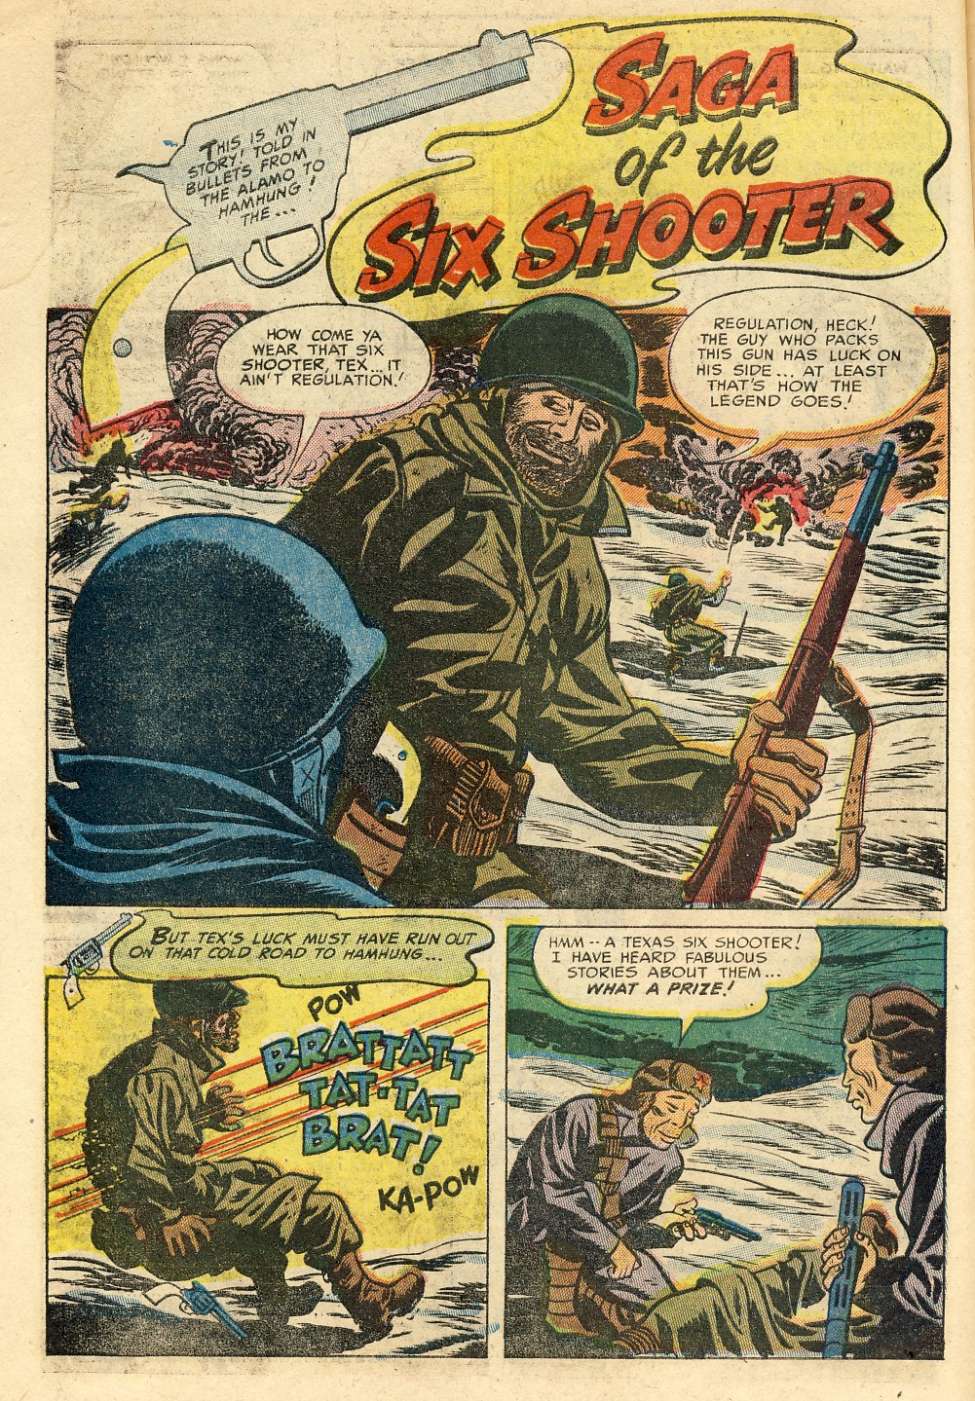 THIS IS MY
STORY! TOLD IN
BULLETS FROM
THE ALAMO TO
HAMHUNG!
THE...
SAGA
of the
SIX SHOOTER
HOW COME YA
WEAR THAT SIX
SHOOTER, TEX...IT
AIN'T REGULATION!
REGULATION, HECK!
THE GUY WHO PACKS
THIS GUN HAS LUCK ON
HIS SIDE... AT LEAST
THAT'S HOW THE
LEGEND GOES!
BUT TEX'S LUCK MUST HAVE RUN OUT
ON THAT COLD ROAD TO HAMHUNG...
POW
BRATTATT
TAT-TAT
BRAT!
KA-POW
HMM -- A TEXAS SIX SHOOTER!
I HAVE HEARD FABULOUS
STORIES ABOUT THEM...
WHAT A PRIZE!